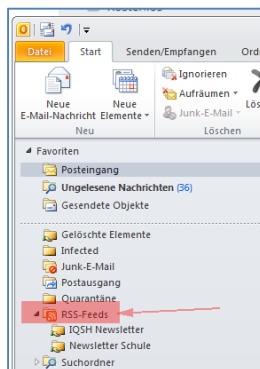 Datei Start Senden/Empfangen Ord
Neue E-Mail-Nachricht
Neue Elemente
Ignorieren
Aufräumen
Junk-E-Mail
Lös
Neu Löschen
Favoriten
Posteingang
Ungelesene Nachrichten (36)
Gesendete Objekte
Gelöschte Elemente
Infected
Junk-E-Mail
Postausgang
Quarantäne
RSS-Feeds
IQSH Newsletter
Newsletter Schule
Suchordner